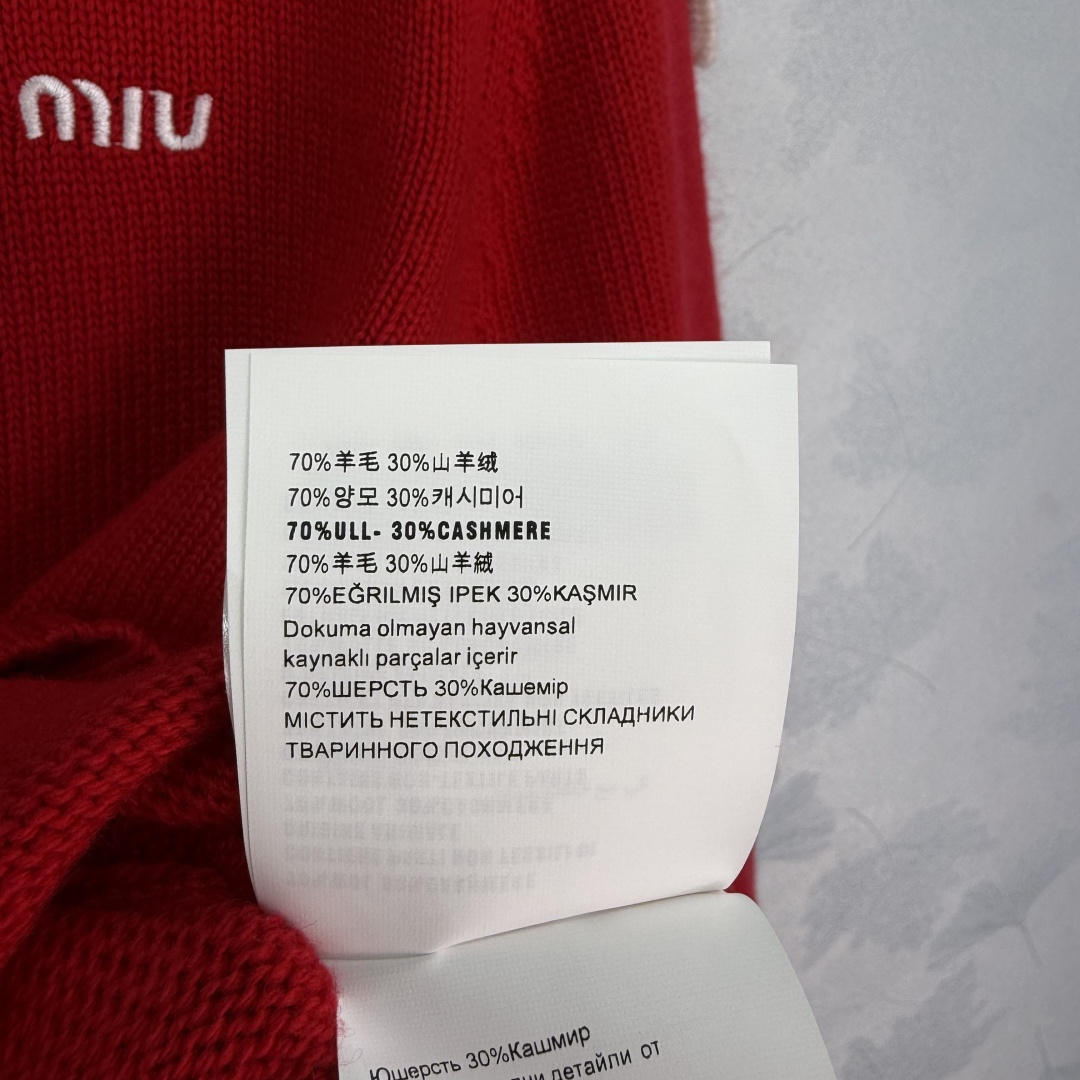 miu
70%羊毛 30%山羊绒
70%양모 30%캐시미어
70%ULL- 30%CASHMERE
70%羊毛 30%山羊絨
70%EĞRILMIŞ IPEK 30%KAŞMIR
Dokuma olmayan hayvansal
kaynaklı parçalar içerir
70%ШЕРСТЬ 30%Кашемір
МІСТИТЬ НЕТЕКСТИЛЬНІ СКЛАДНИКИ
ТВАРИННОГО ПОХОДЖЕННЯ
30%Кашмир
детайли от